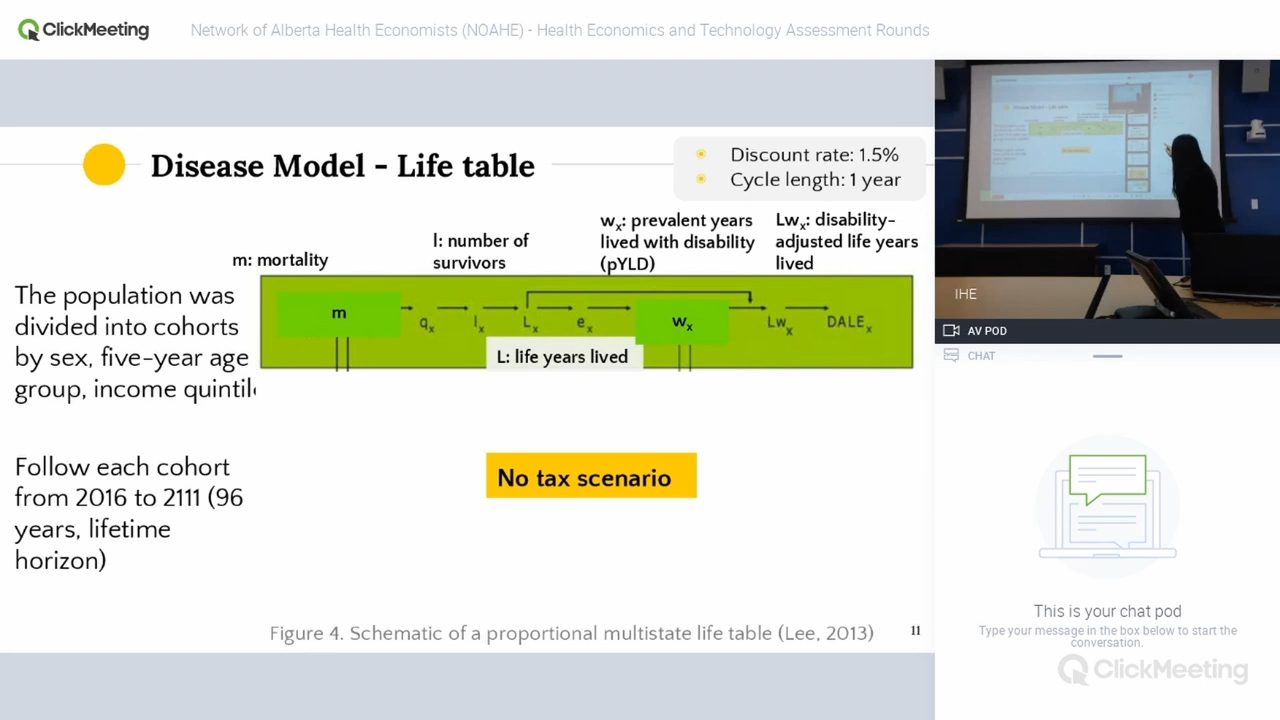 ClickMeeting
Network of Alberta Health Economists (NOAHE) - Health Economics and Technology Assessment Rounds
Disease Model - Life table
Discount rate: 1.5%
Cycle length: 1 year
m: mortality
l: number of
survivors
wx: prevalent years
lived with disability
(pYLD)
Lwx: disability-
adjusted life years
lived
The population was
divided into cohorts
by sex, five-year age
group, income quintil
m
qx
lx
Lx
ex
wx
Lwx
DALEx
L: life years lived
Follow each cohort
from 2016 to 2111 (96
years, lifetime
horizon)
No tax scenario
Figure 4. Schematic of a proportional multistate life table (Lee, 2013)
11
Disease Model - Life table
IHE
AV POD
CHAT
This is your chat pod
Type your message in the box below to start the
conversation.
ClickMeeting